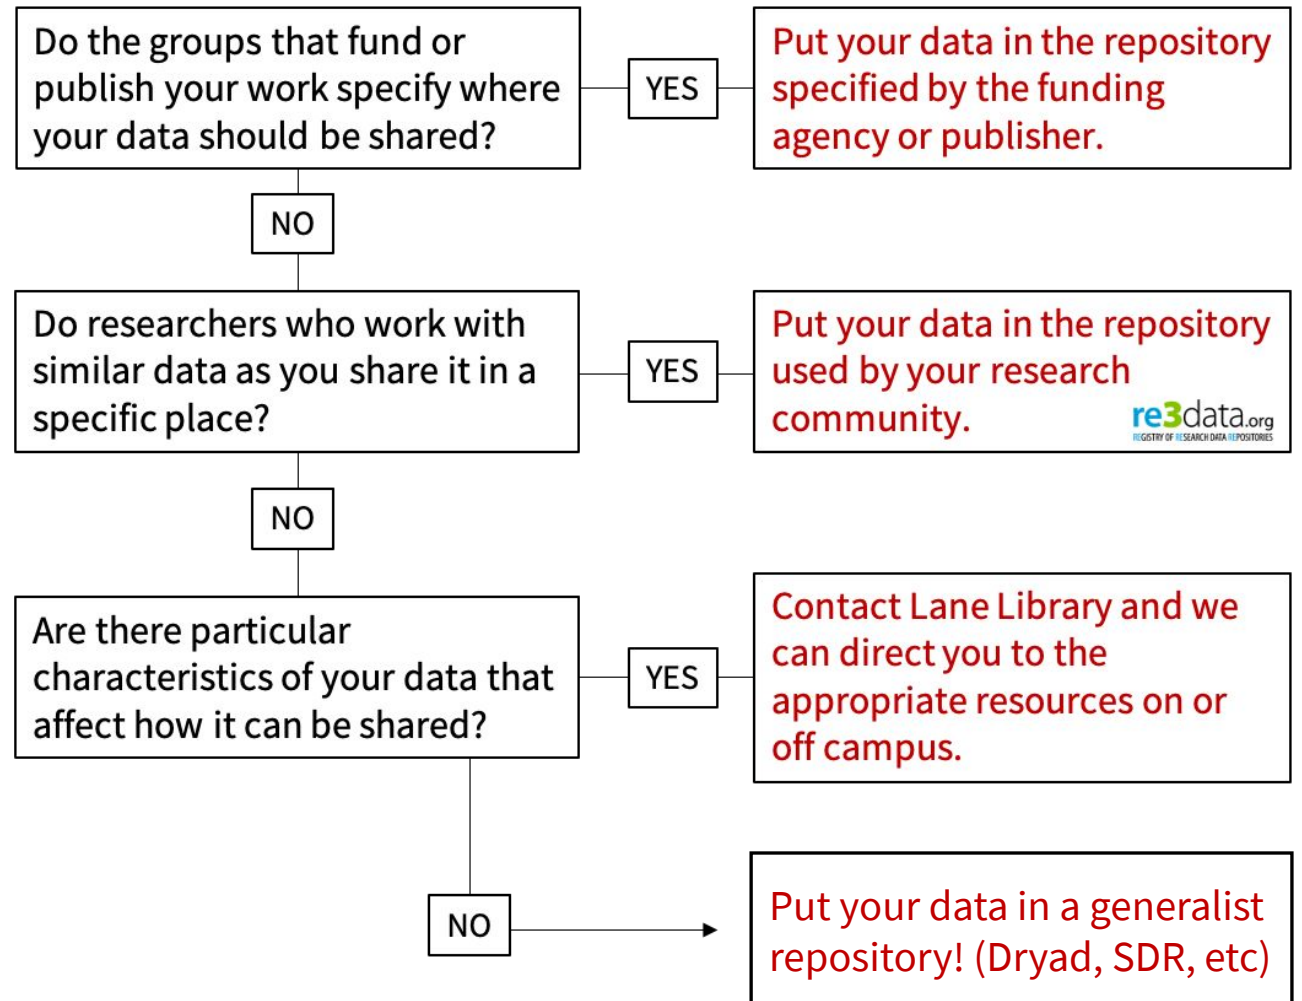 Do the groups that fund or
publish your work specify where
your data should be shared?
YES
Put your data in the repository
specified by the funding
agency or publisher.
NO
Do researchers who work with
similar data as you share it in a
specific place?
YES
Put your data in the repository
used by your research
community.
re3data.org
REGISTRY OF RESEARCH DATA REPOSITORIES
NO
Are there particular
characteristics of your data that
affect how it can be shared?
YES
Contact Lane Library and we
can direct you to the
appropriate resources on or
off campus.
NO
Put your data in a generalist
repository! (Dryad, SDR, etc)